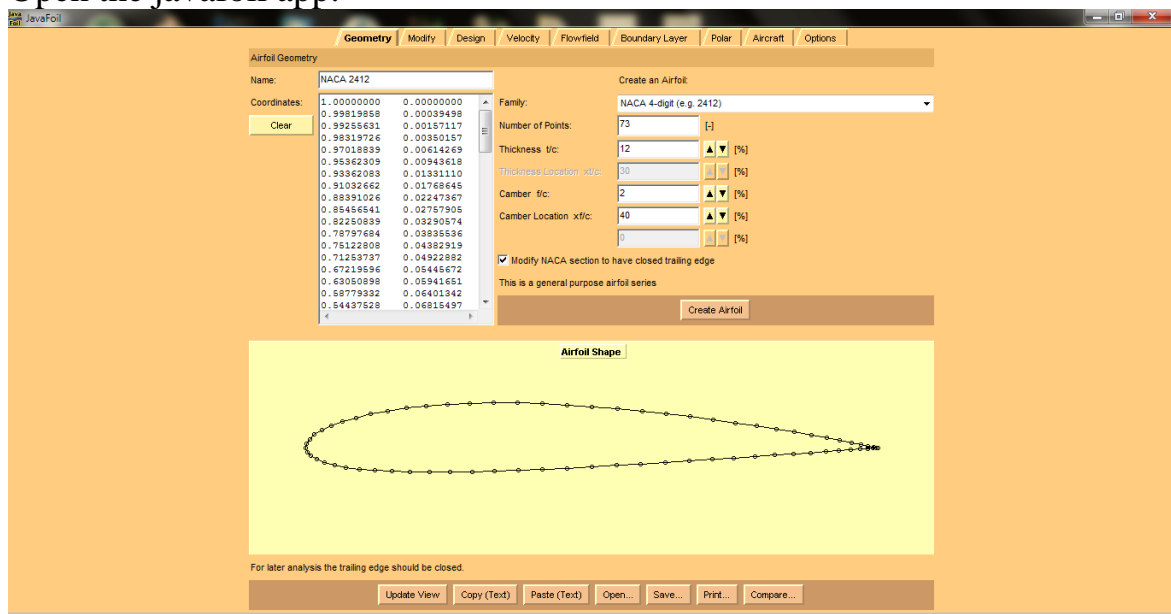 Open the javafoil app.
Java Foil JavaFoil
Geometry Modify Design Velocity Flowfield Boundary Layer Polar Aircraft Options
Airfoil Geometry
Name: NACA 2412 Create an Airfoil:
Coordinates: 1.00000000 0.00000000 Family: NACA 4-digit (e.g. 2412)
0.99819858 0.00039498
Clear 0.99255631 0.00157117 Number of Points: 73 [-]
0.98319726 0.00350157
0.97018839 0.00614269 Thickness t/c: 12 [%]
0.95362309 0.00943618
0.93362083 0.01331110 Thickness Location xt/c: 30 [%]
0.91032662 0.01768645
0.88391026 0.02247367 Camber f/c: 2 [%]
0.85456541 0.02757905
0.82250839 0.03290574 Camber Location xf/c: 40 [%]
0.78797684 0.03835536
0.75122808 0.04382919 0 [%]
0.71253737 0.04922882
0.67219596 0.05445672 Modify NACA section to have closed trailing edge
0.63050898 0.05941651
0.58779332 0.06401342 This is a general purpose airfoil series
0.54437528 0.06815497
Create Airfoil
Airfoil Shape
For later analysis the trailing edge should be closed.
Update View Copy (Text) Paste (Text) Open... Save... Print... Compare...